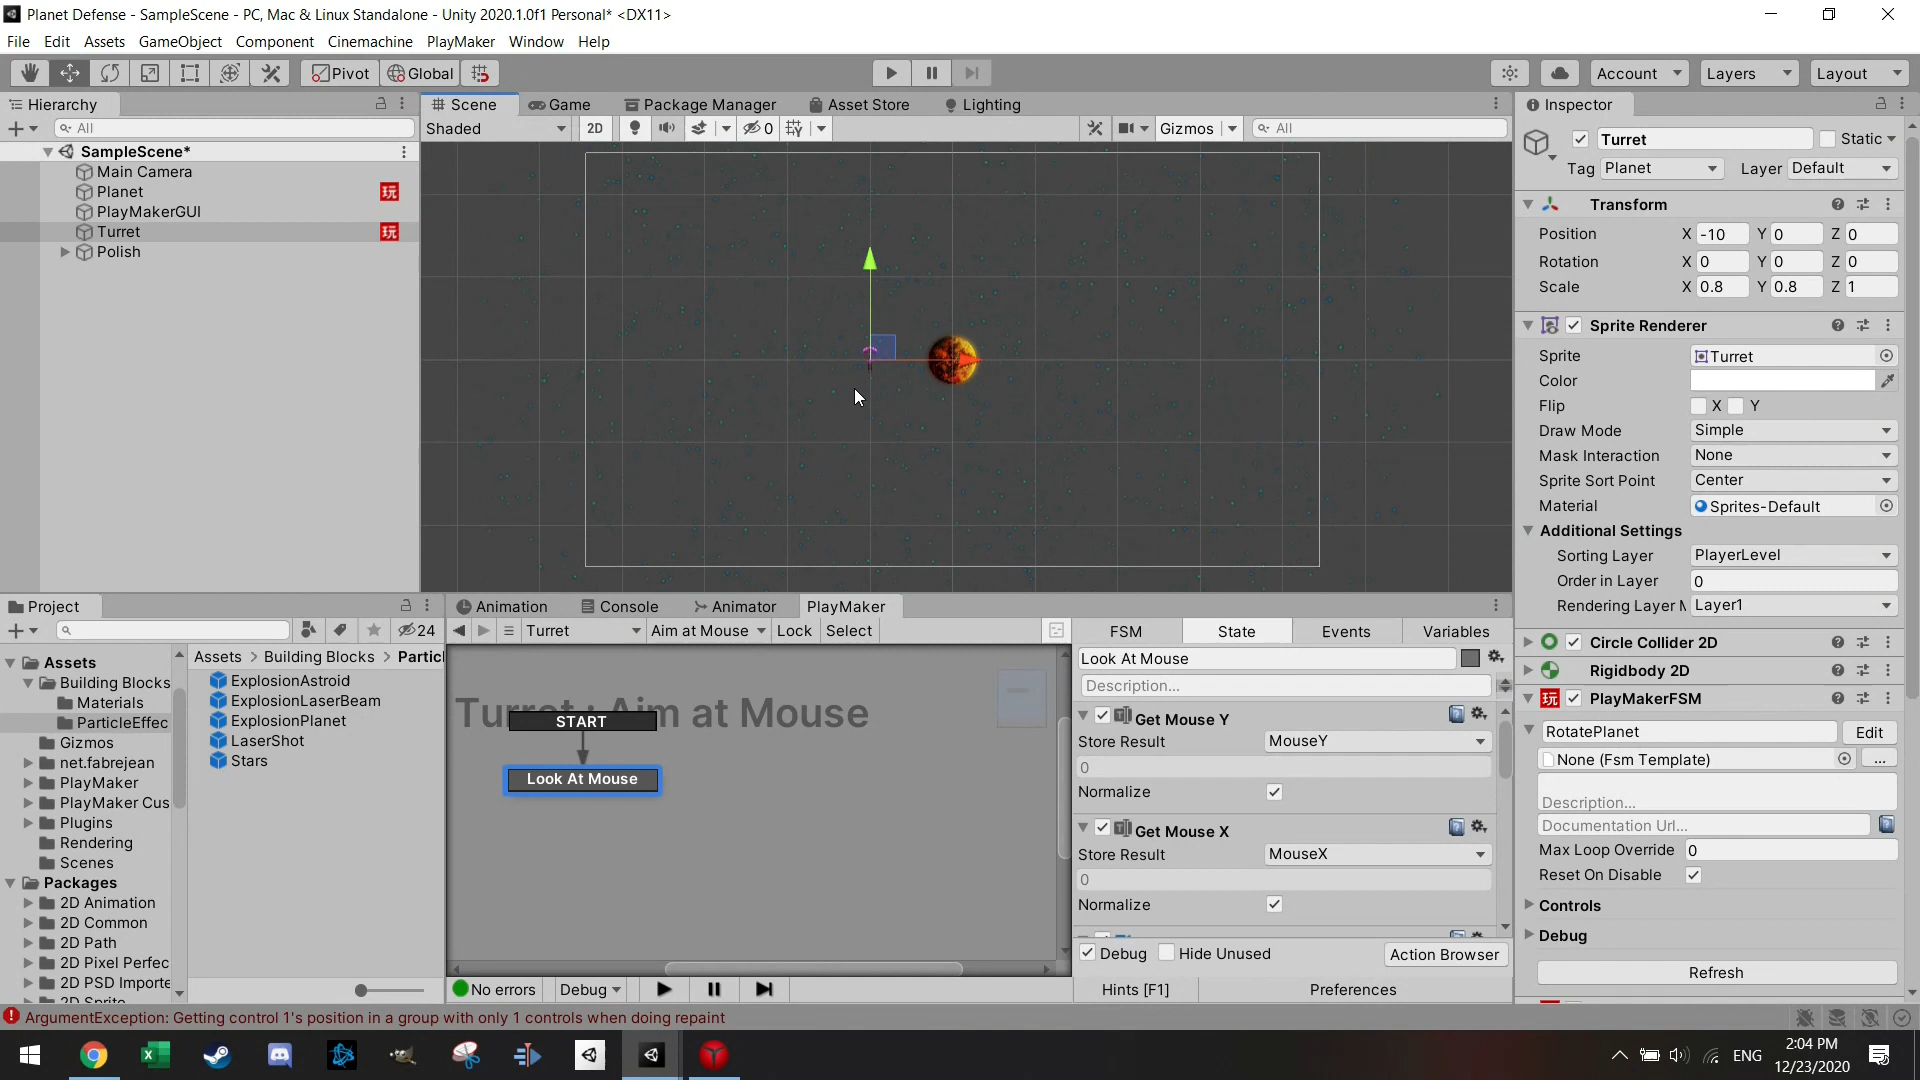 Planet Defense - SampleScene - PC, Mac & Linux Standalone - Unity 2020.1.0f1 Personal* <DX11>
File Edit Assets GameObject Component Cinemachine PlayMaker Window Help
Pivot Global Account Layers Layout
Hierarchy
All
SampleScene*
Main Camera
Planet 玩
PlayMakerGUI
Turret 玩
Polish
Scene Game Package Manager Asset Store Lighting
Shaded 2D 0 Gizmos All
Inspector
Turret Static
Tag Planet Layer Default
Transform
Position X -10 Y 0 Z 0
Rotation X 0 Y 0 Z 0
Scale X 0.8 Y 0.8 Z 1
Sprite Renderer
Sprite Turret
Color
Flip X Y
Draw Mode Simple
Mask Interaction None
Sprite Sort Point Center
Material Sprites-Default
Additional Settings
Sorting Layer PlayerLevel
Order in Layer 0
Rendering Layer M Layer1
Circle Collider 2D
Rigidbody 2D
玩 PlayMakerFSM
RotatePlanet Edit
None (Fsm Template) ...
Description...
Documentation Url...
Max Loop Override 0
Reset On Disable
Controls
Debug
Refresh
Project
24
Assets
Building Blocks
Materials
ParticleEffec
Gizmos
net.fabrejean
PlayMaker
PlayMaker Cus
Plugins
Rendering
Scenes
Packages
2D Animation
2D Common
2D Path
2D Pixel Perfec
2D PSD Importe
2D Sprite
Assets > Building Blocks > Particl
ExplosionAstroid
ExplosionLaserBeam
ExplosionPlanet
LaserShot
Stars
Animation Console Animator PlayMaker
Turret Aim at Mouse Lock Select
Turret : Aim at Mouse
START
Look At Mouse
FSM State Events Variables
Look At Mouse
Description...
Get Mouse Y
Store Result MouseY
0
Normalize
Get Mouse X
Store Result MouseX
0
Normalize
Debug Hide Unused Action Browser
No errors Debug Hints [F1] Preferences
ArgumentException: Getting control 1's position in a group with only 1 controls when doing repaint
ENG
2:04 PM
12/23/2020